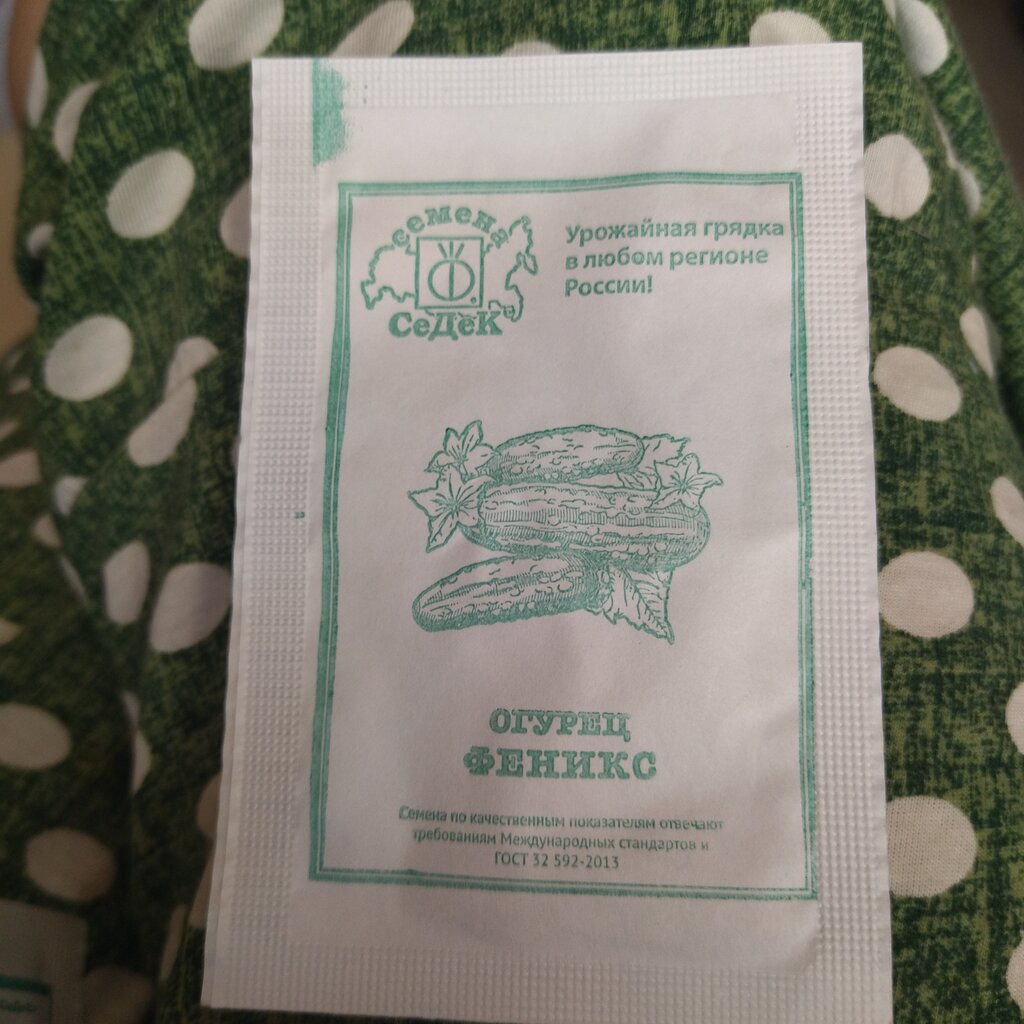 семена
Ф
СеДеК
Урожайная грядка
в любом регионе
России!
ОГУРЕЦ
ФЕНИКС
Семена по качественным показателям отвечают
требованиям Международных стандартов и
ГОСТ 32 592-2013